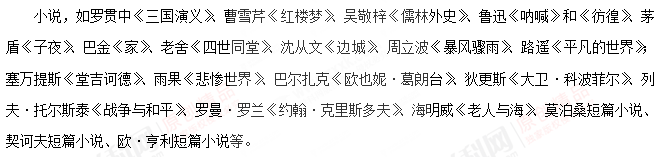 小说，如罗贯中《三国演义》、曹雪芹《红楼梦》、吴敬梓《儒林外史》、鲁迅《呐喊》和《彷徨》、茅
盾《子夜》、巴金《家》、老舍《四世同堂》、沈从文《边城》、周立波《暴风骤雨》、路遥《平凡的世界》；
塞万提斯《堂吉诃德》、雨果《悲惨世界》、巴尔扎克《欧也妮·葛朗台》、狄更斯《大卫·科波菲尔》、列
夫·托尔斯泰《战争与和平》、罗曼·罗兰《约翰·克里斯多夫》、海明威《老人与海》、莫泊桑短篇小说、
契诃夫短篇小说、欧·亨利短篇小说等。